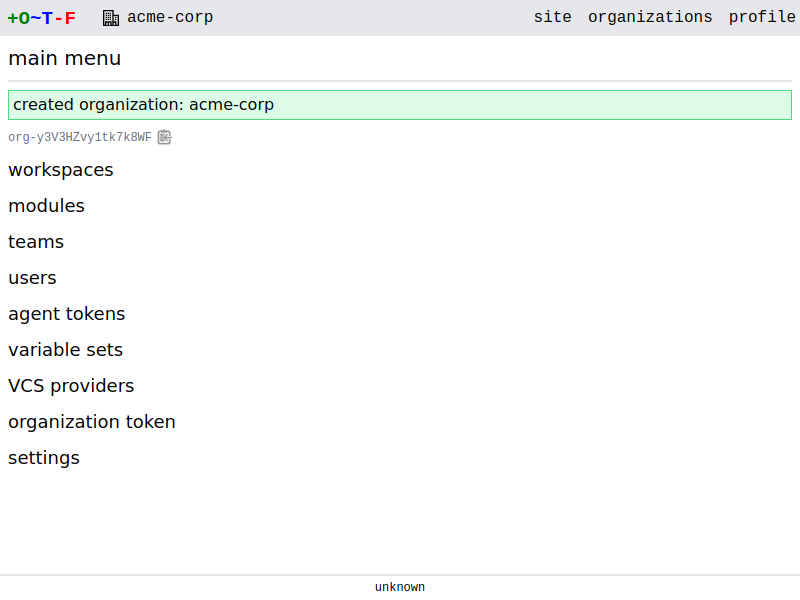 +O~T-F acme-corp site organizations profile
main menu
created organization: acme-corp
org-y3V3HZvy1tk7k8WF
workspaces
modules
teams
users
agent tokens
variable sets
VCS providers
organization token
settings
unknown